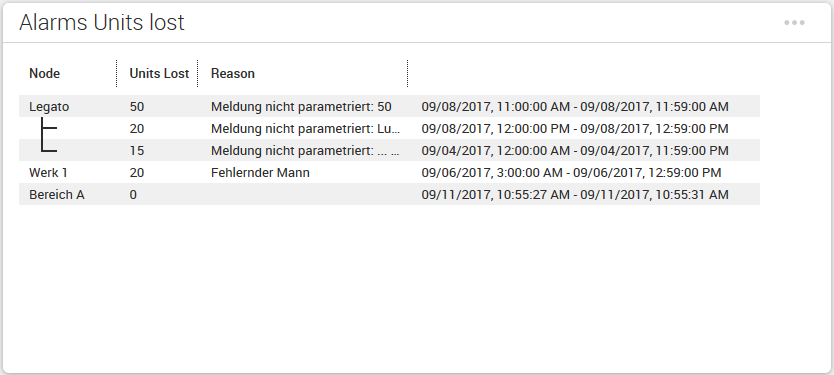 Alarms Units lost
Node Units Lost Reason
Legato 50 Meldung nicht parametriert: 50 09/08/2017, 11:00:00 AM - 09/08/2017, 11:59:00 AM
20 Meldung nicht parametriert: Lu... 09/08/2017, 12:00:00 PM - 09/08/2017, 12:59:00 PM
15 Meldung nicht parametriert: ... ... 09/04/2017, 12:00:00 AM - 09/04/2017, 11:59:00 PM
Werk 1 20 Fehlernder Mann 09/06/2017, 3:00:00 AM - 09/06/2017, 12:59:00 PM
Bereich A 0 09/11/2017, 10:55:27 AM - 09/11/2017, 10:55:31 AM